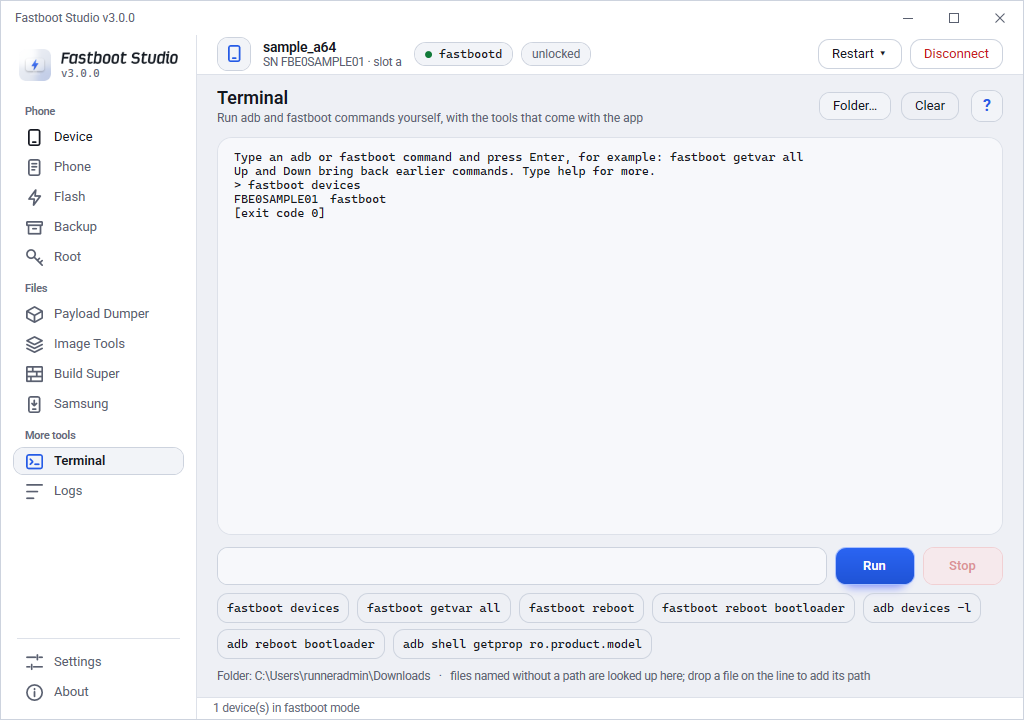 Fastboot Studio v3.0.0
Fastboot Studio
v3.0.0
Phone
Device
Phone
Flash
Backup
Root
Files
Payload Dumper
Image Tools
Build Super
Samsung
More tools
Terminal
Logs
Settings
About
sample_a64
SN FBE0SAMPLE01 · slot a
fastbootd
unlocked
Restart
Disconnect
Terminal
Run adb and fastboot commands yourself, with the tools that come with the app
Folder...
Clear
?
Type an adb or fastboot command and press Enter, for example: fastboot getvar all
Up and Down bring back earlier commands. Type help for more.
> fastboot devices
FBE0SAMPLE01 fastboot
[exit code 0]
Run
Stop
fastboot devices
fastboot getvar all
fastboot reboot
fastboot reboot bootloader
adb devices -l
adb reboot bootloader
adb shell getprop ro.product.model
Folder: C:\Users\runneradmin\Downloads · files named without a path are looked up here; drop a file on the line to add its path
1 device(s) in fastboot mode